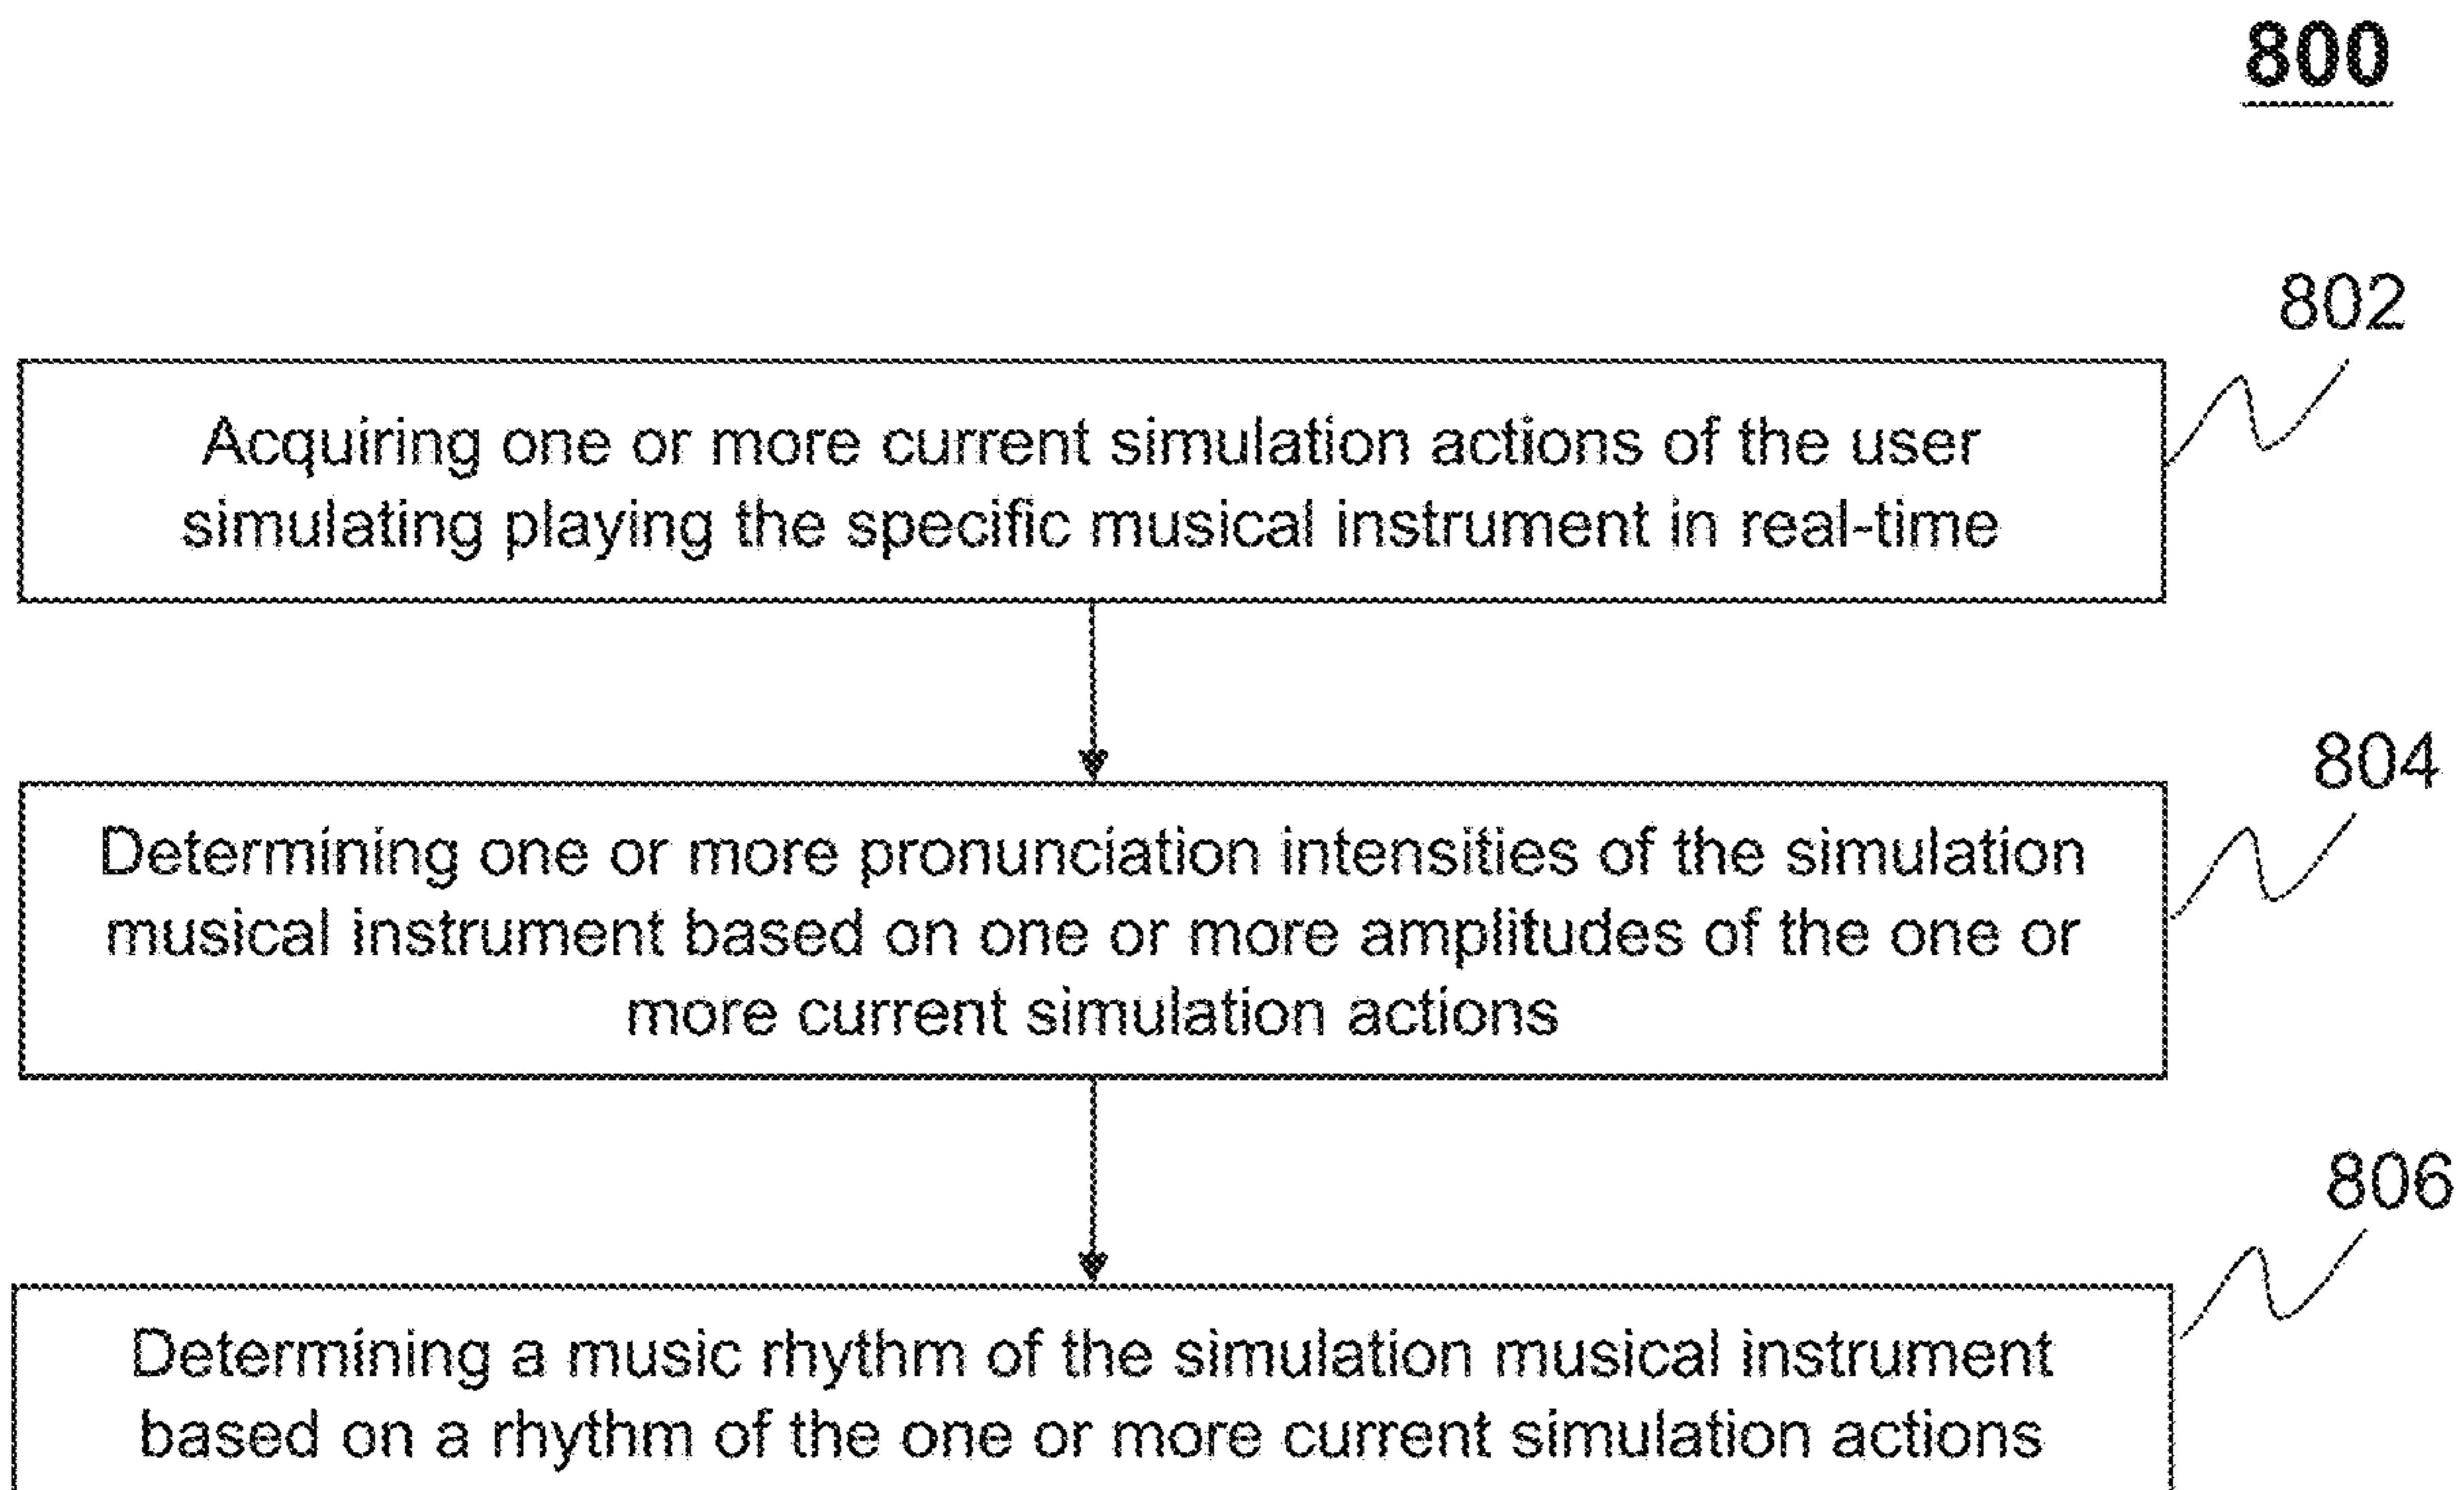 800
802
Acquiring one or more current simulation actions of the user
simulating playing the specific musical instrument in real-time
804
Determining one or more pronunciation intensities of the simulation
musical instrument based on one or more amplitudes of the one or
more current simulation actions
806
Determining a music rhythm of the simulation musical instrument
based on a rhythm of the one or more current simulation actions